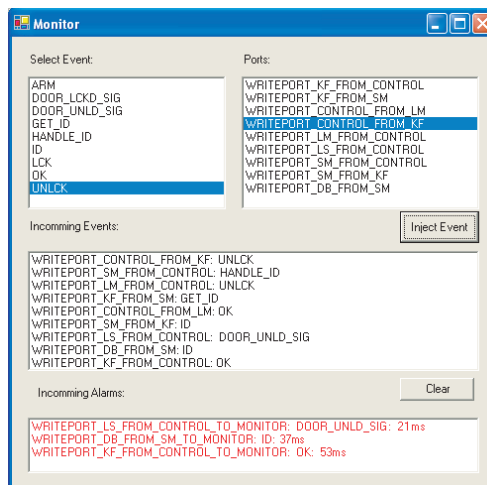 Monitor
Select Event:
Ports:
ARM
DOOR_LCKD_SIG
DOOR_UNLD_SIG
GET_ID
HANDLE_ID
ID
LCK
OK
UNLCK
WRITEPORT_KF_FROM_CONTROL
WRITEPORT_KF_FROM_SM
WRITEPORT_CONTROL_FROM_LM
WRITEPORT_CONTROL_FROM_KF
WRITEPORT_LM_FROM_CONTROL
WRITEPORT_LS_FROM_CONTROL
WRITEPORT_SM_FROM_CONTROL
WRITEPORT_SM_FROM_KF
WRITEPORT_DB_FROM_SM
Incomming Events:
Inject Event
WRITEPORT_CONTROL_FROM_KF: UNLCK
WRITEPORT_SM_FROM_CONTROL: HANDLE_ID
WRITEPORT_LM_FROM_CONTROL: UNLCK
WRITEPORT_KF_FROM_SM: GET_ID
WRITEPORT_CONTROL_FROM_LM: OK
WRITEPORT_SM_FROM_KF: ID
WRITEPORT_LS_FROM_CONTROL: DOOR_UNLD_SIG
WRITEPORT_DB_FROM_SM: ID
WRITEPORT_KF_FROM_CONTROL: OK
Incomming Alarms:
Clear
WRITEPORT_LS_FROM_CONTROL_TO_MONITOR: DOOR_UNLD_SIG: 21ms
WRITEPORT_DB_FROM_SM_TO_MONITOR: ID: 37ms
WRITEPORT_KF_FROM_CONTROL_TO_MONITOR: OK: 53ms